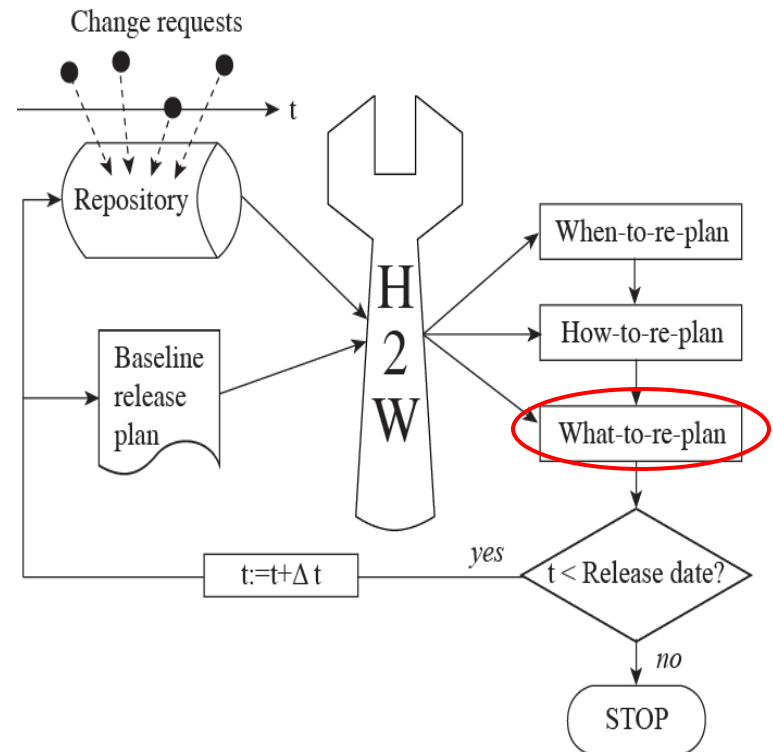 Change requests
t
Repository
When-to-re-plan
H
2
W
How-to-re-plan
Baseline
release
plan
What-to-re-plan
yes
t:=t+Δ t
t < Release date?
no
STOP